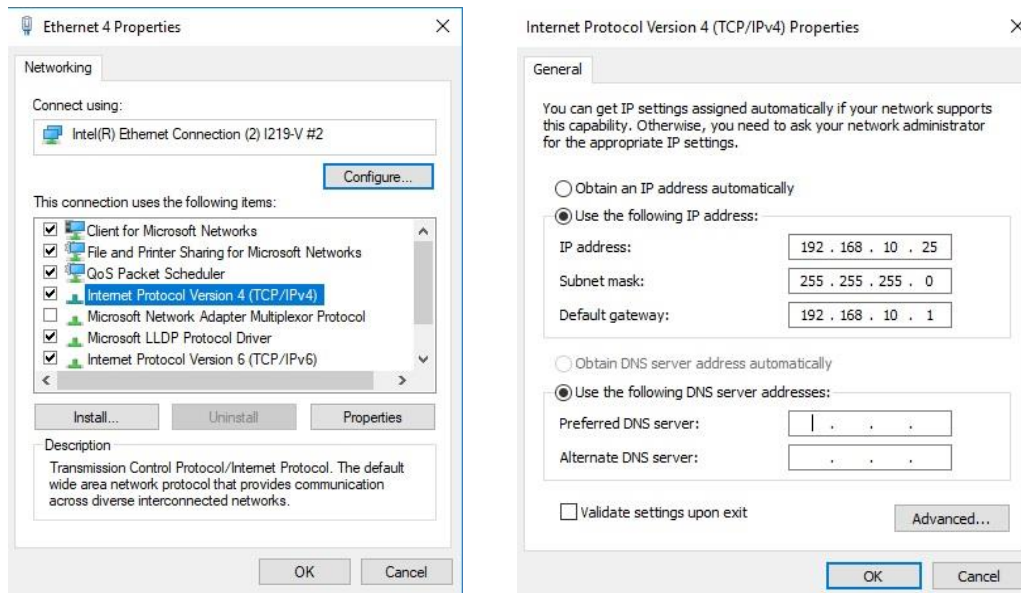 Ethernet 4 Properties
Networking
Connect using:
Intel(R) Ethernet Connection (2) I219-V #2
Configure...
This connection uses the following items:
Client for Microsoft Networks
File and Printer Sharing for Microsoft Networks
QoS Packet Scheduler
Internet Protocol Version 4 (TCP/IPv4)
Microsoft Network Adapter Multiplexor Protocol
Microsoft LLDP Protocol Driver
Internet Protocol Version 6 (TCP/IPv6)
Install...
Uninstall
Properties
Description
Transmission Control Protocol/Internet Protocol. The default
wide area network protocol that provides communication
across diverse interconnected networks.
OK
Cancel
Internet Protocol Version 4 (TCP/IPv4) Properties
General
You can get IP settings assigned automatically if your network supports
this capability. Otherwise, you need to ask your network administrator
for the appropriate IP settings.
Obtain an IP address automatically
Use the following IP address:
IP address: 192 . 168 . 10 . 25
Subnet mask: 255 . 255 . 255 . 0
Default gateway: 192 . 168 . 10 . 1
Obtain DNS server address automatically
Use the following DNS server addresses:
Preferred DNS server: . . .
Alternate DNS server: . . .
Validate settings upon exit
Advanced...
OK
Cancel